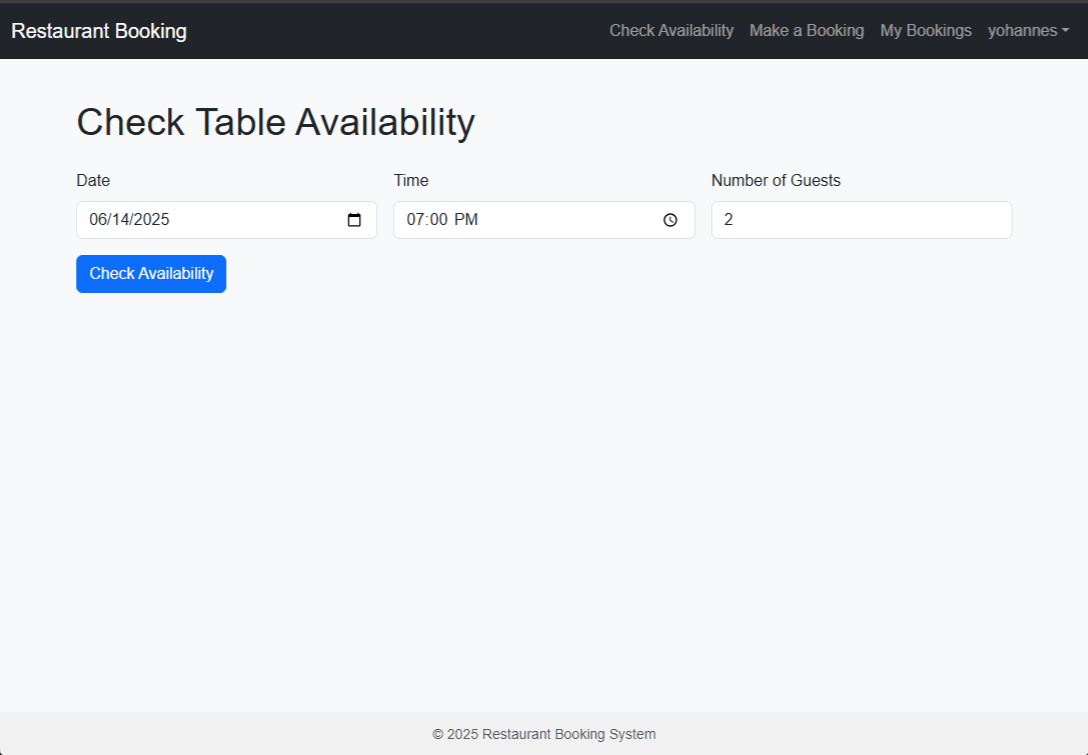 Restaurant Booking Check Availability Make a Booking My Bookings yohannes
Check Table Availability
Date Time Number of Guests
06/14/2025 07:00 PM 2
Check Availability
© 2025 Restaurant Booking System